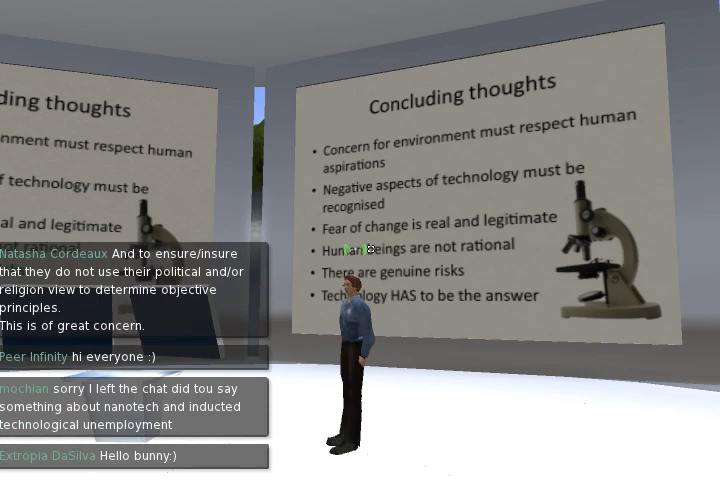 ding thoughts
nment must respect human
f technology must be
al and legitimate
not rational
Concluding thoughts
• Concern for environment must respect human
aspirations
• Negative aspects of technology must be
recognised
• Fear of change is real and legitimate
• Human Beings are not rational
• There are genuine risks
• Technology HAS to be the answer
Natasha Cordeaux And to ensure/insure
that they do not use their political and/or
religion view to determine objective
principles.
This is of great concern.
Peer Infinity hi everyone :)
mochian sorry I left the chat did tou say
something about nanotech and inducted
technological unemployment
Extropia DaSilva Hello bunny:)